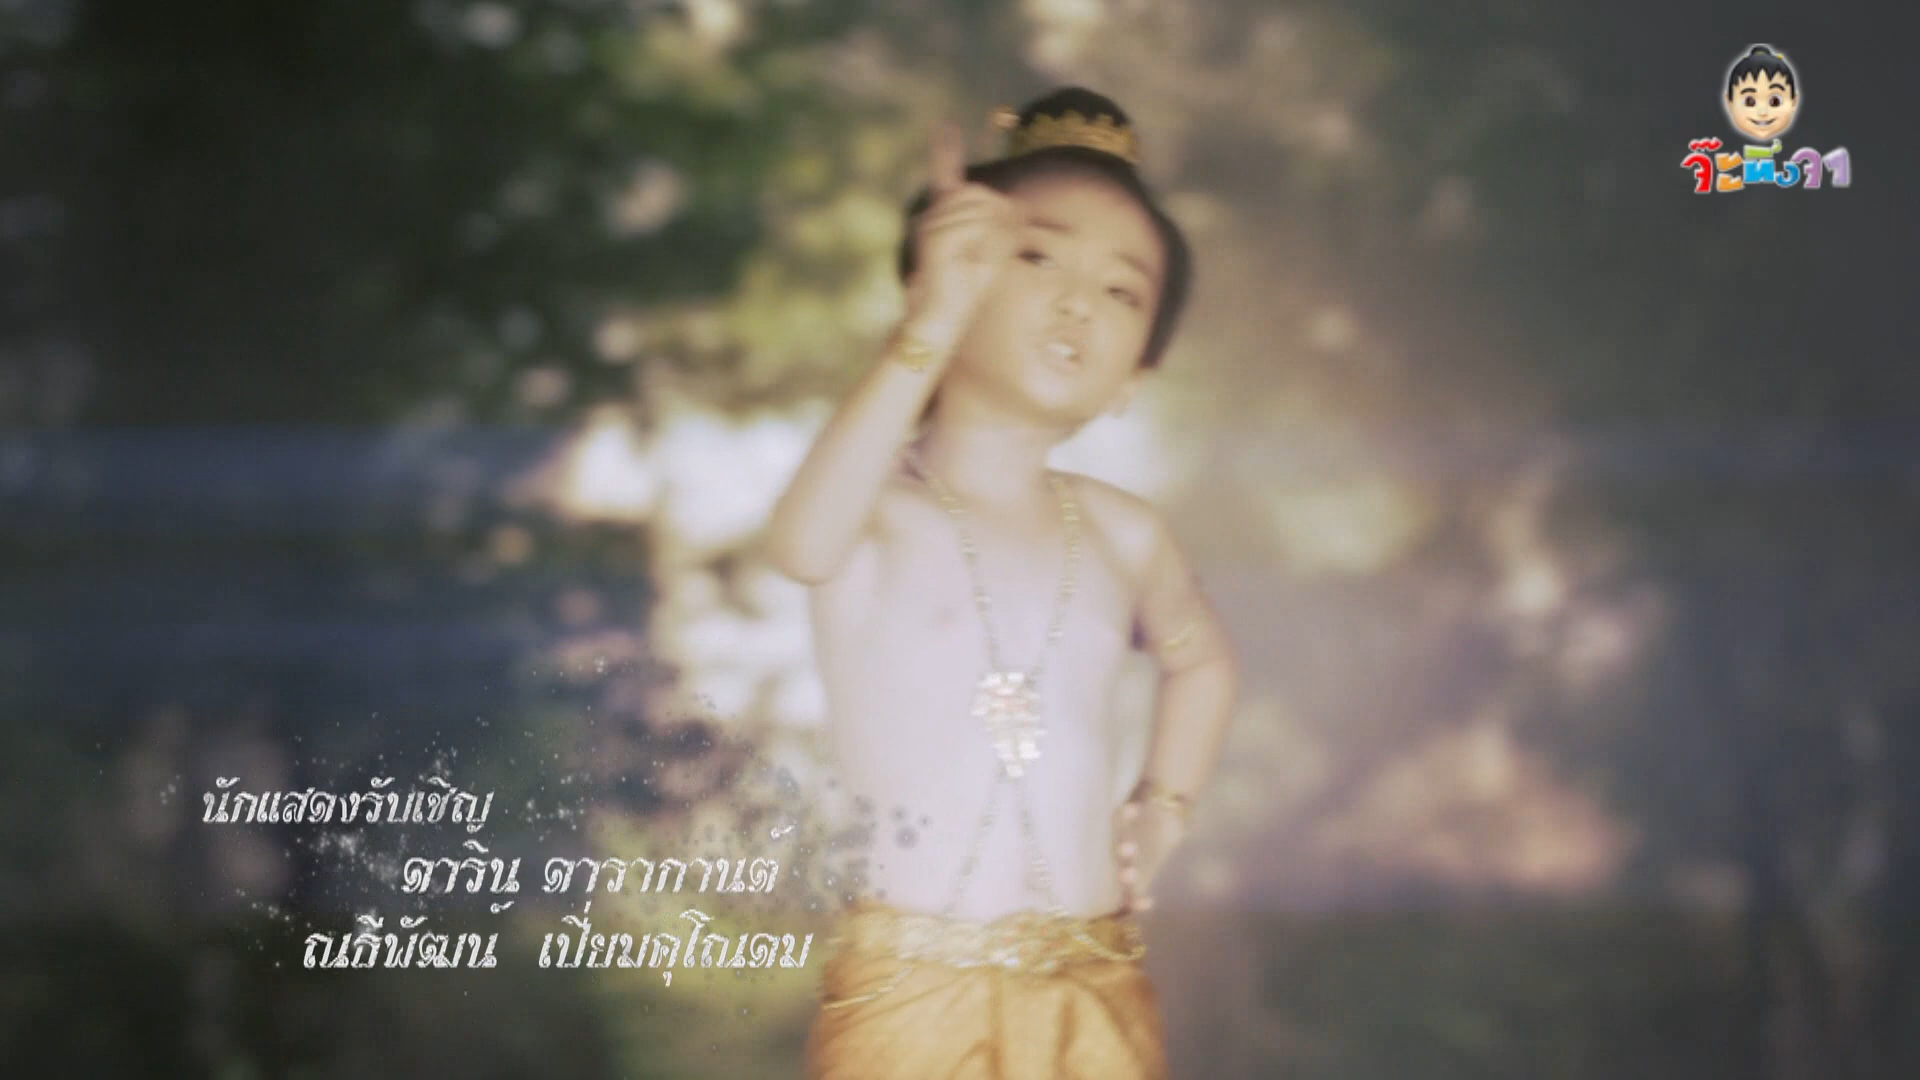 จ๊ะทิงจา
นักแสดงรับเชิญ
ดาริน ดารากานต์
ณธีพัฒน์ เปี่ยมคุโณดม